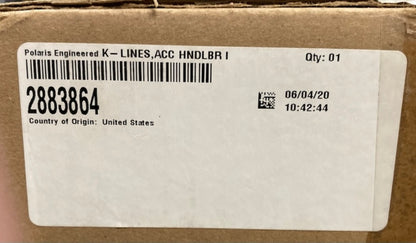 Polaris Engineered K-LINES,ACC HNDLBR I
Qty: 01
2883864
06/04/20
10:42:44
Country of Origin: United States